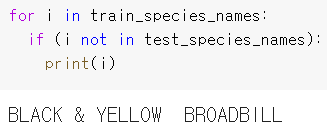 for i in train_species_names:
  if (i not in test_species_names):
    print(i)
BLACK & YELLOW  BROADBILL